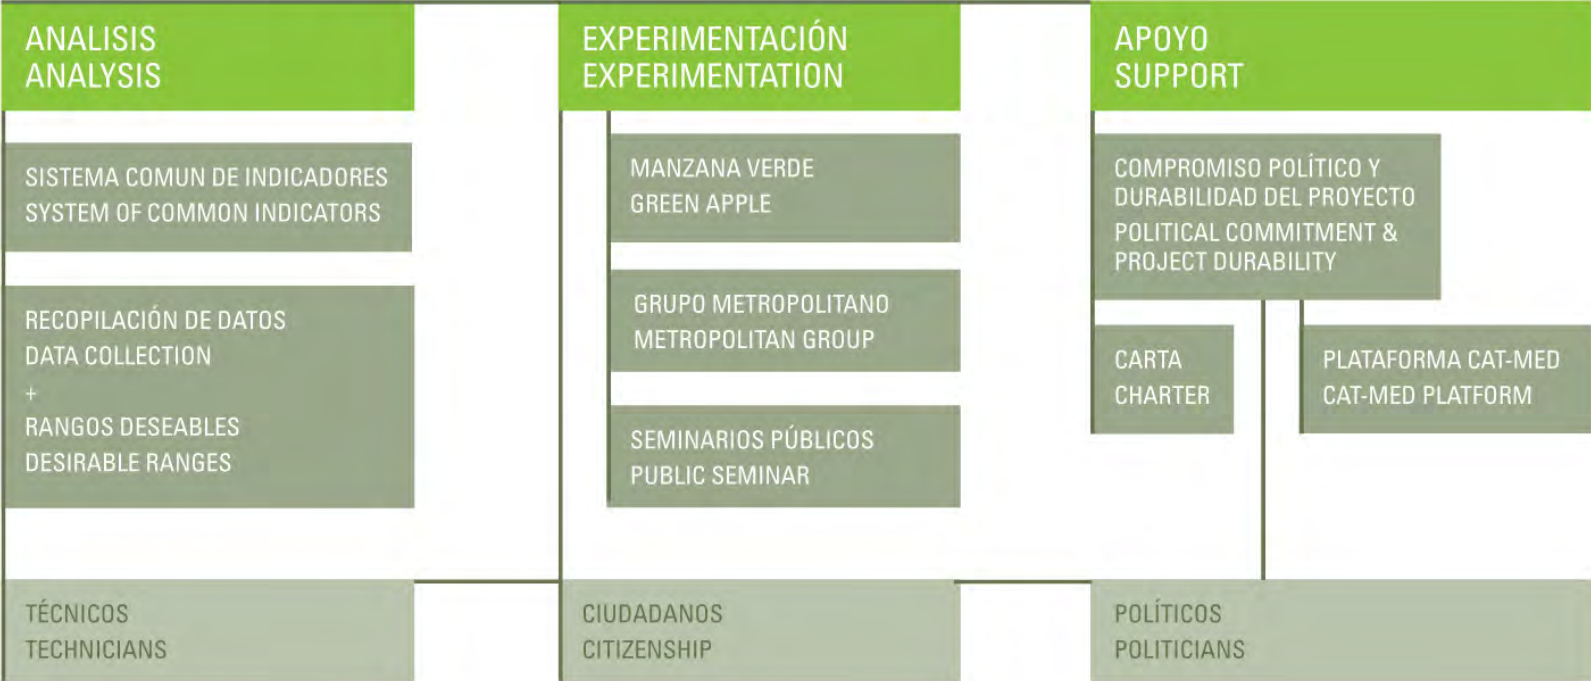 ANALISIS
ANALYSIS
SISTEMA COMUN DE INDICADORES
SYSTEM OF COMMON INDICATORS
RECOPILACIÓN DE DATOS
DATA COLLECTION
+
RANGOS DESEABLES
DESIRABLE RANGES
TÉCNICOS
TECHNICIANS
EXPERIMENTACIÓN
EXPERIMENTATION
MANZANA VERDE
GREEN APPLE
GRUPO METROPOLITANO
METROPOLITAN GROUP
SEMINARIOS PÚBLICOS
PUBLIC SEMINAR
CIUDADANOS
CITIZENSHIP
APOYO
SUPPORT
COMPROMISO POLÍTICO Y
DURABILIDAD DEL PROYECTO
POLITICAL COMMITMENT &
PROJECT DURABILITY
CARTA
CHARTER
PLATAFORMA CAT-MED
CAT-MED PLATFORM
POLÍTICOS
POLITICIANS